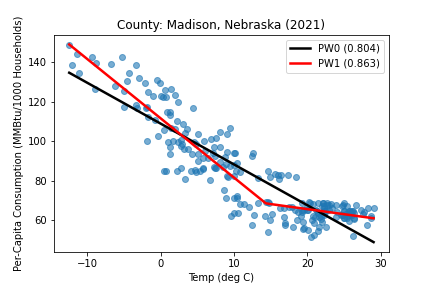 County: Madison, Nebraska (2021)
Per-Capita Consumption (MMBtu/1000 Households)
140
120
100
80
60
PW0 (0.804)
PW1 (0.863)
−10
0
10
20
30
Temp (deg C)